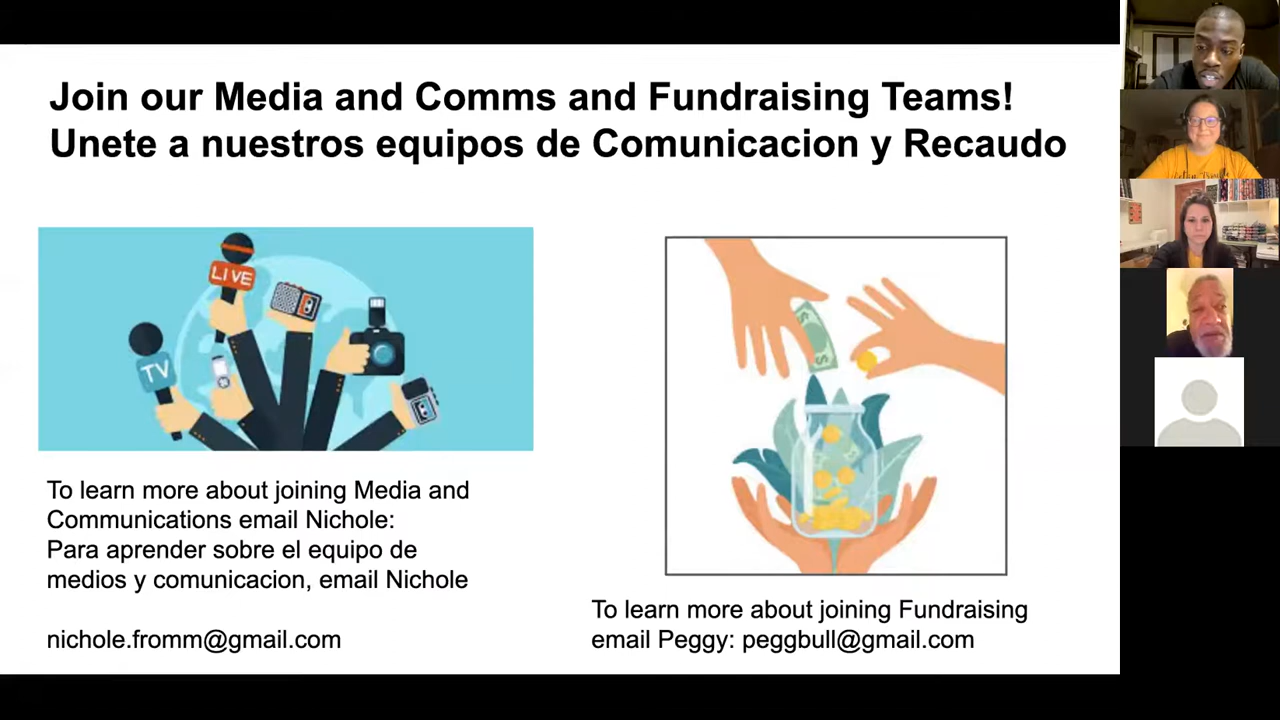 Join our Media and Comms and Fundraising Teams!
Unete a nuestros equipos de Comunicacion y Recaudo
LIVE
TV
To learn more about joining Media and
Communications email Nichole:
Para aprender sobre el equipo de
medios y comunicacion, email Nichole
nichole.fromm@gmail.com
To learn more about joining Fundraising
email Peggy: peggbull@gmail.com